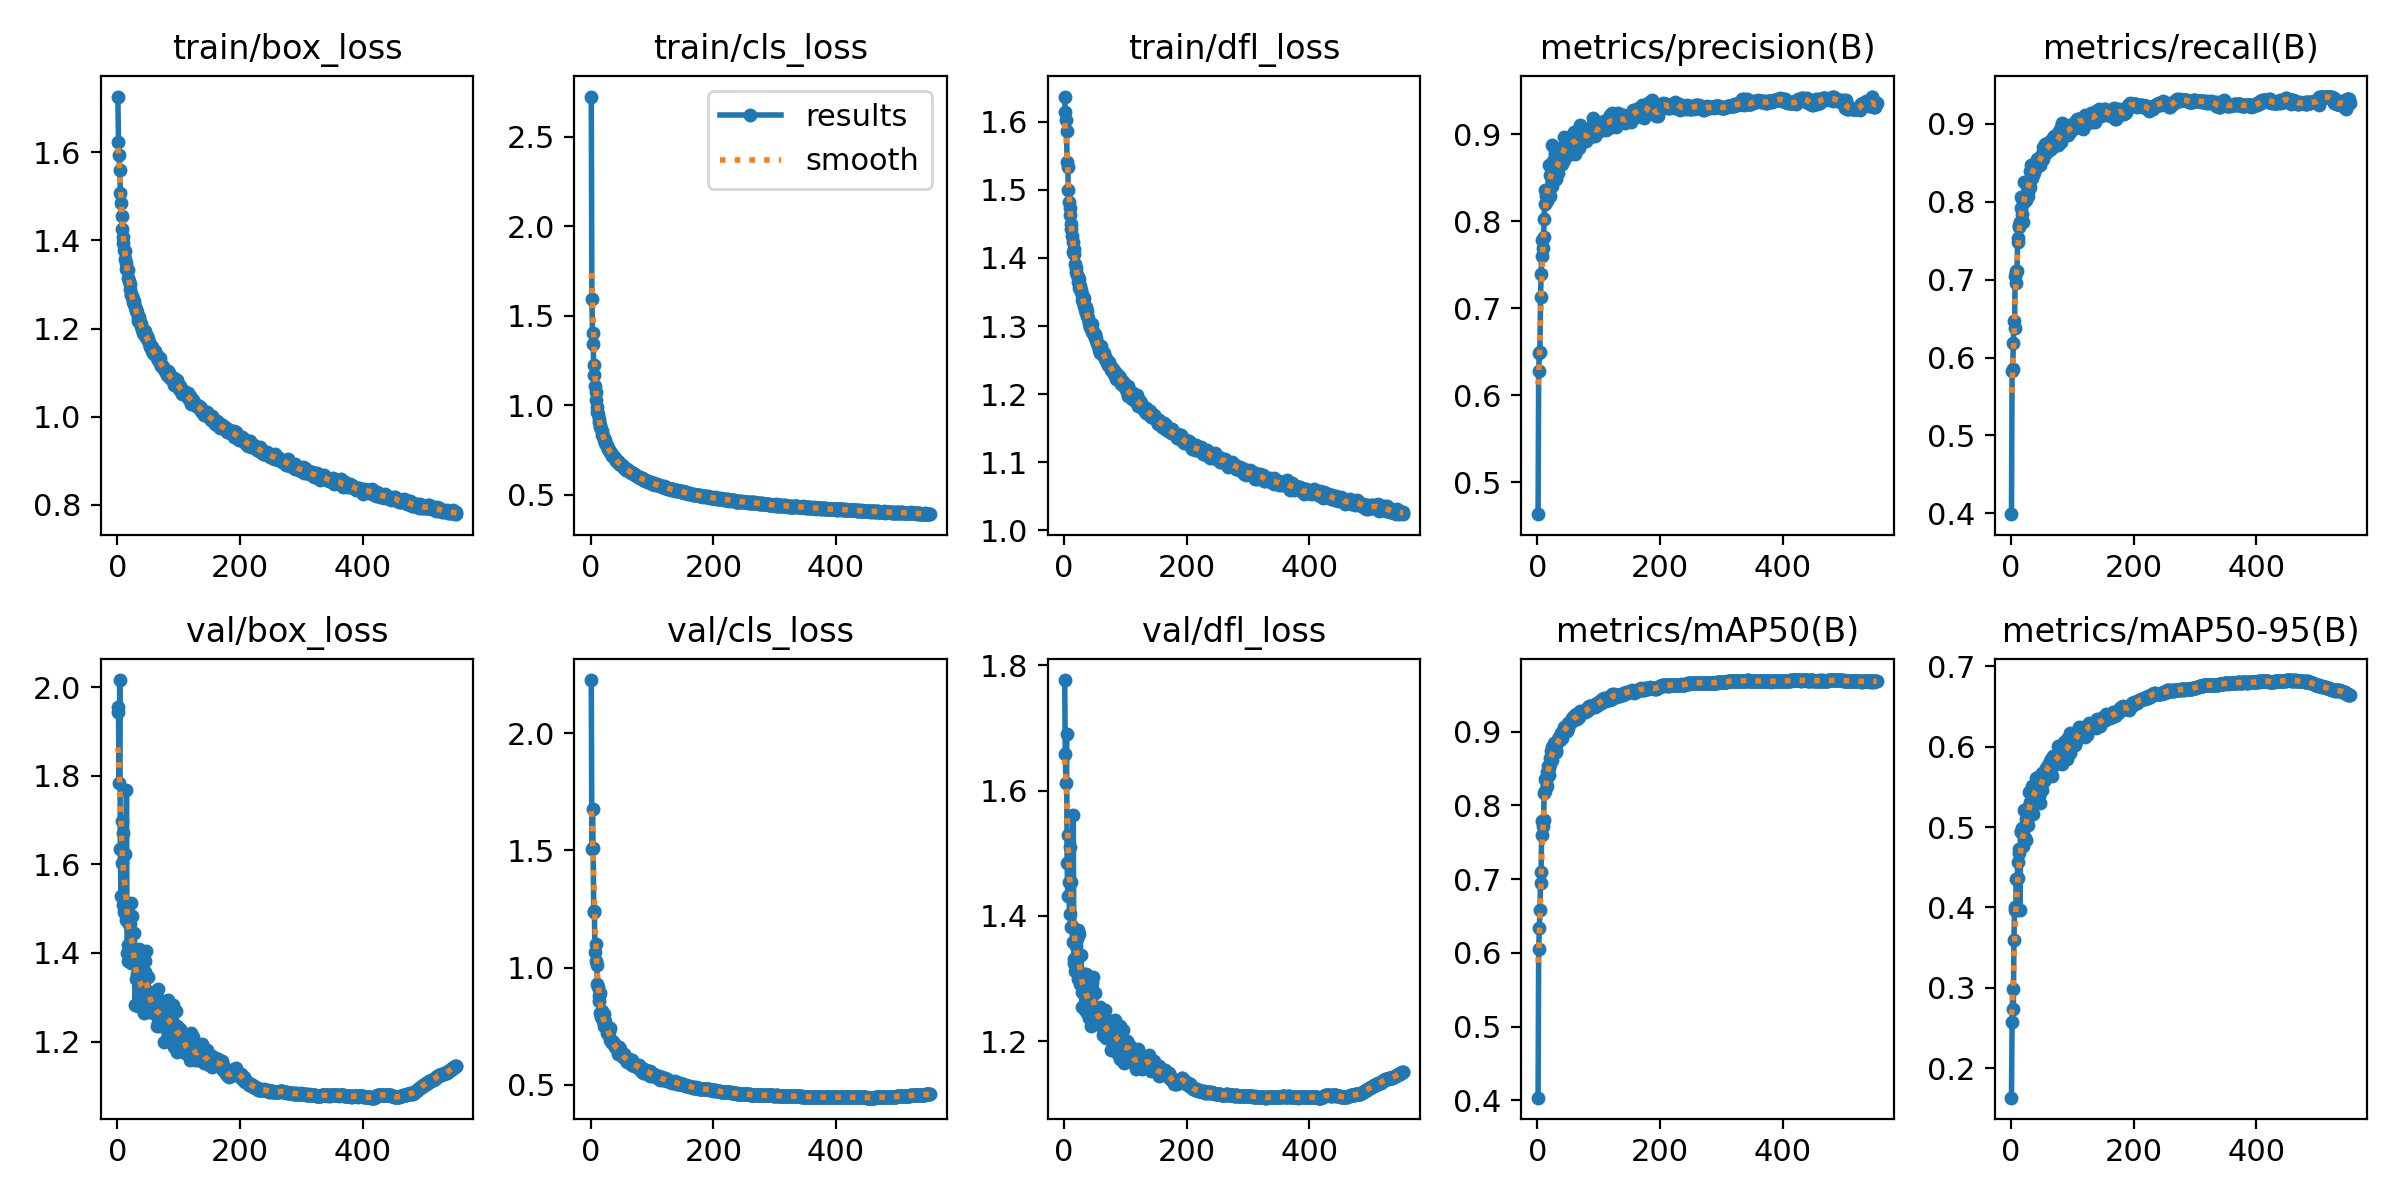 train/box_loss
1.6
1.4
1.2
1.0
0.8
0 200 400
train/cls_loss
results
smooth
2.5
2.0
1.5
1.0
0.5
0 200 400
train/dfl_loss
1.6
1.5
1.4
1.3
1.2
1.1
1.0
0 200 400
metrics/precision(B)
0.9
0.8
0.7
0.6
0.5
0 200 400
metrics/recall(B)
0.9
0.8
0.7
0.6
0.5
0.4
0 200 400
val/box_loss
2.0
1.8
1.6
1.4
1.2
0 200 400
val/cls_loss
2.0
1.5
1.0
0.5
0 200 400
val/dfl_loss
1.8
1.6
1.4
1.2
0 200 400
metrics/mAP50(B)
0.9
0.8
0.7
0.6
0.5
0.4
0 200 400
metrics/mAP50-95(B)
0.7
0.6
0.5
0.4
0.3
0.2
0 200 400